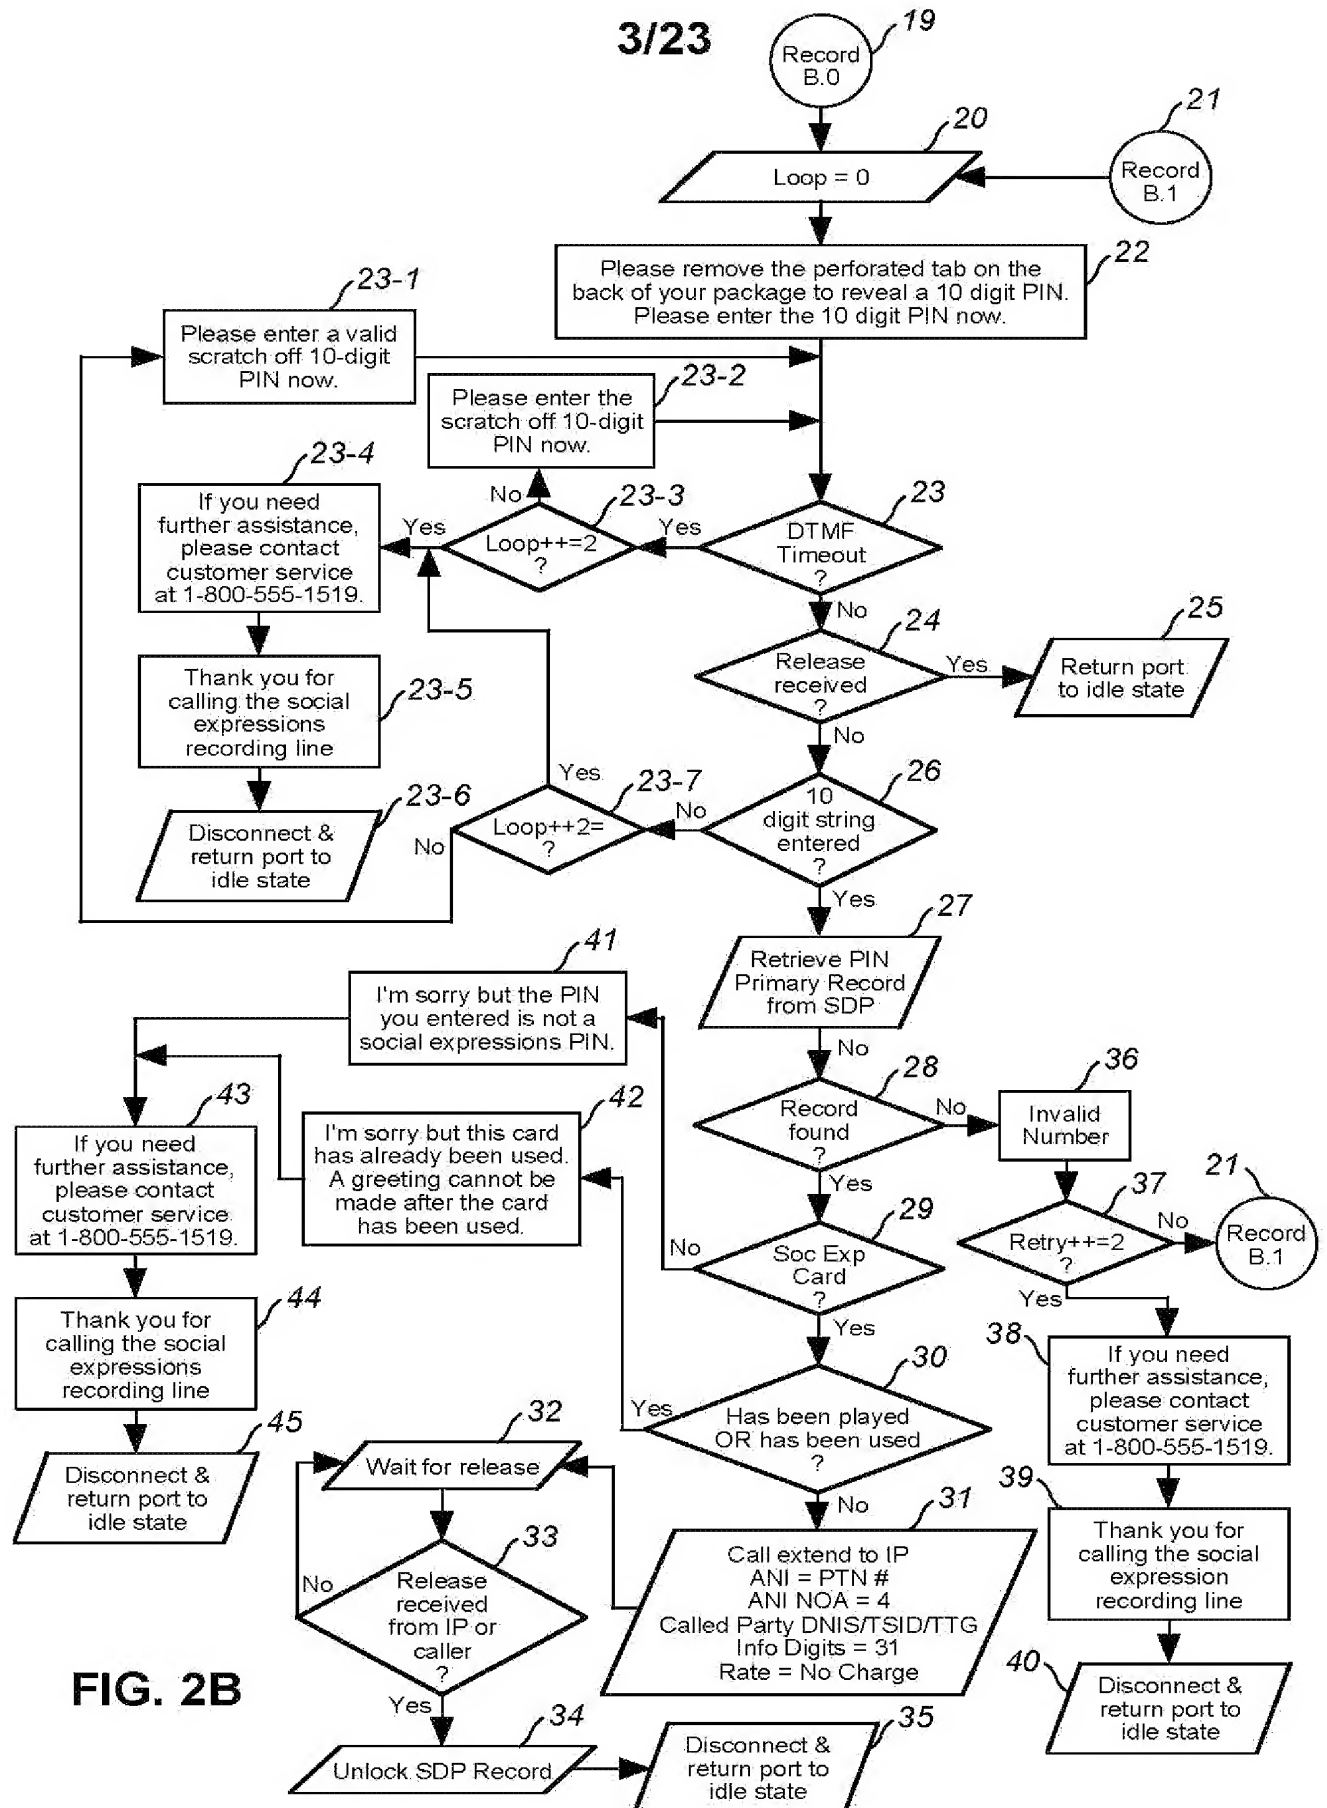 3/23
19
Record
B.0
20
21
Loop = 0
Record
B.1
22
Please remove the perforated tab on the
back of your package to reveal a 10 digit PIN.
Please enter the 10 digit PIN now.
23-1
Please enter a valid
scratch off 10-digit
PIN now.
23-2
Please enter the
scratch off 10-digit
PIN now.
23-4
If you need
further assistance,
please contact
customer service
at 1-800-555-1519.
No
23-3
Yes
Loop++=2
?
Yes
23
DTMF
Timeout
?
No
24
25
Release
received
?
Yes
Return port
to idle state
No
Thank you for
calling the social
expressions
recording line
23-5
23-6
Disconnect &
return port to
idle state
Yes
23-7
Loop++2=
?
No
No
26
10
digit string
entered
?
Yes
27
Retrieve PIN
Primary Record
from SDP
No
41
I'm sorry but the PIN
you entered is not a
social expressions PIN.
28
Record
found
?
No
36
Invalid
Number
Yes
42
I'm sorry but this card
has already been used.
A greeting cannot be
made after the card
has been used.
43
If you need
further assistance,
please contact
customer service
at 1-800-555-1519.
37
Retry++=2
?
No
21
Record
B.1
Yes
29
No
Soc Exp
Card
?
Yes
44
Thank you for
calling the social
expressions
recording line
38
If you need
further assistance,
please contact
customer service
at 1-800-555-1519.
30
Yes
Has been played
OR has been used
?
No
45
Disconnect &
return port to
idle state
32
Wait for release
31
Call extend to IP
ANI = PTN #
ANI NOA = 4
Called Party DNIS/TSID/TTG
Info Digits = 31
Rate = No Charge
39
Thank you for
calling the social
expression
recording line
33
No
Release
received
from IP or
caller
?
Yes
40
Disconnect &
return port to
idle state
34
Unlock SDP Record
35
Disconnect &
return port to
idle state
FIG. 2B